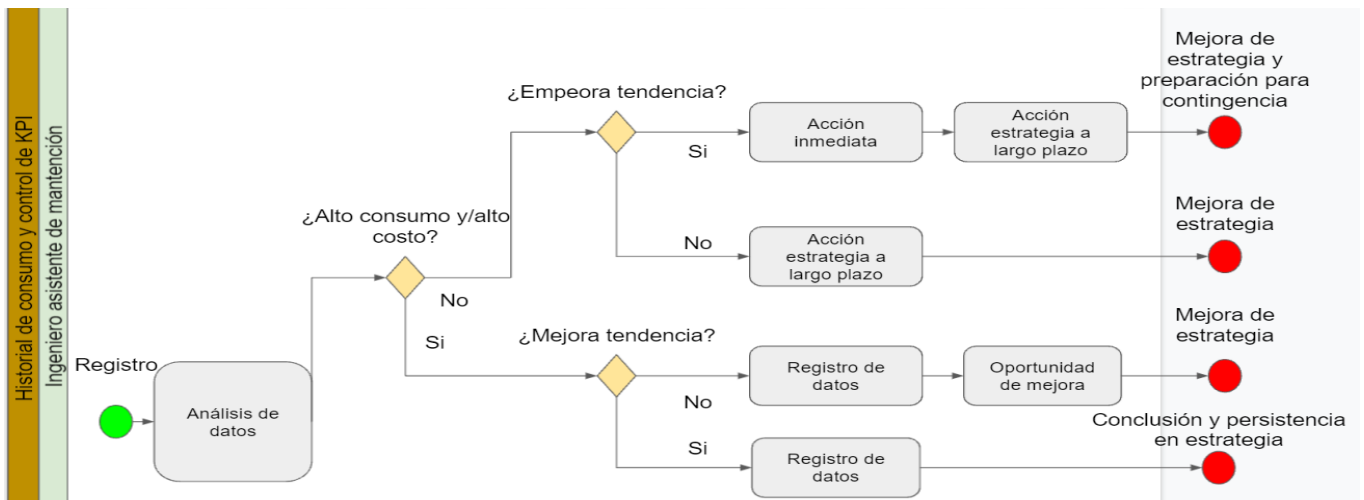 Historial de consumo y control de KPI
Ingeniero asistente de mantención
Registro
Análisis de
datos
¿Alto consumo y/alto
costo?
No
Si
¿Empeora tendencia?
Si
No
Acción
inmediata
Acción
estrategia a
largo plazo
Mejora de
estrategia y
preparación para
contingencia
Acción
estrategia a
largo plazo
Mejora de
estrategia
¿Mejora tendencia?
No
Si
Registro de
datos
Oportunidad
de mejora
Mejora de
estrategia
Registro de
datos
Conclusión y persistencia
en estrategia